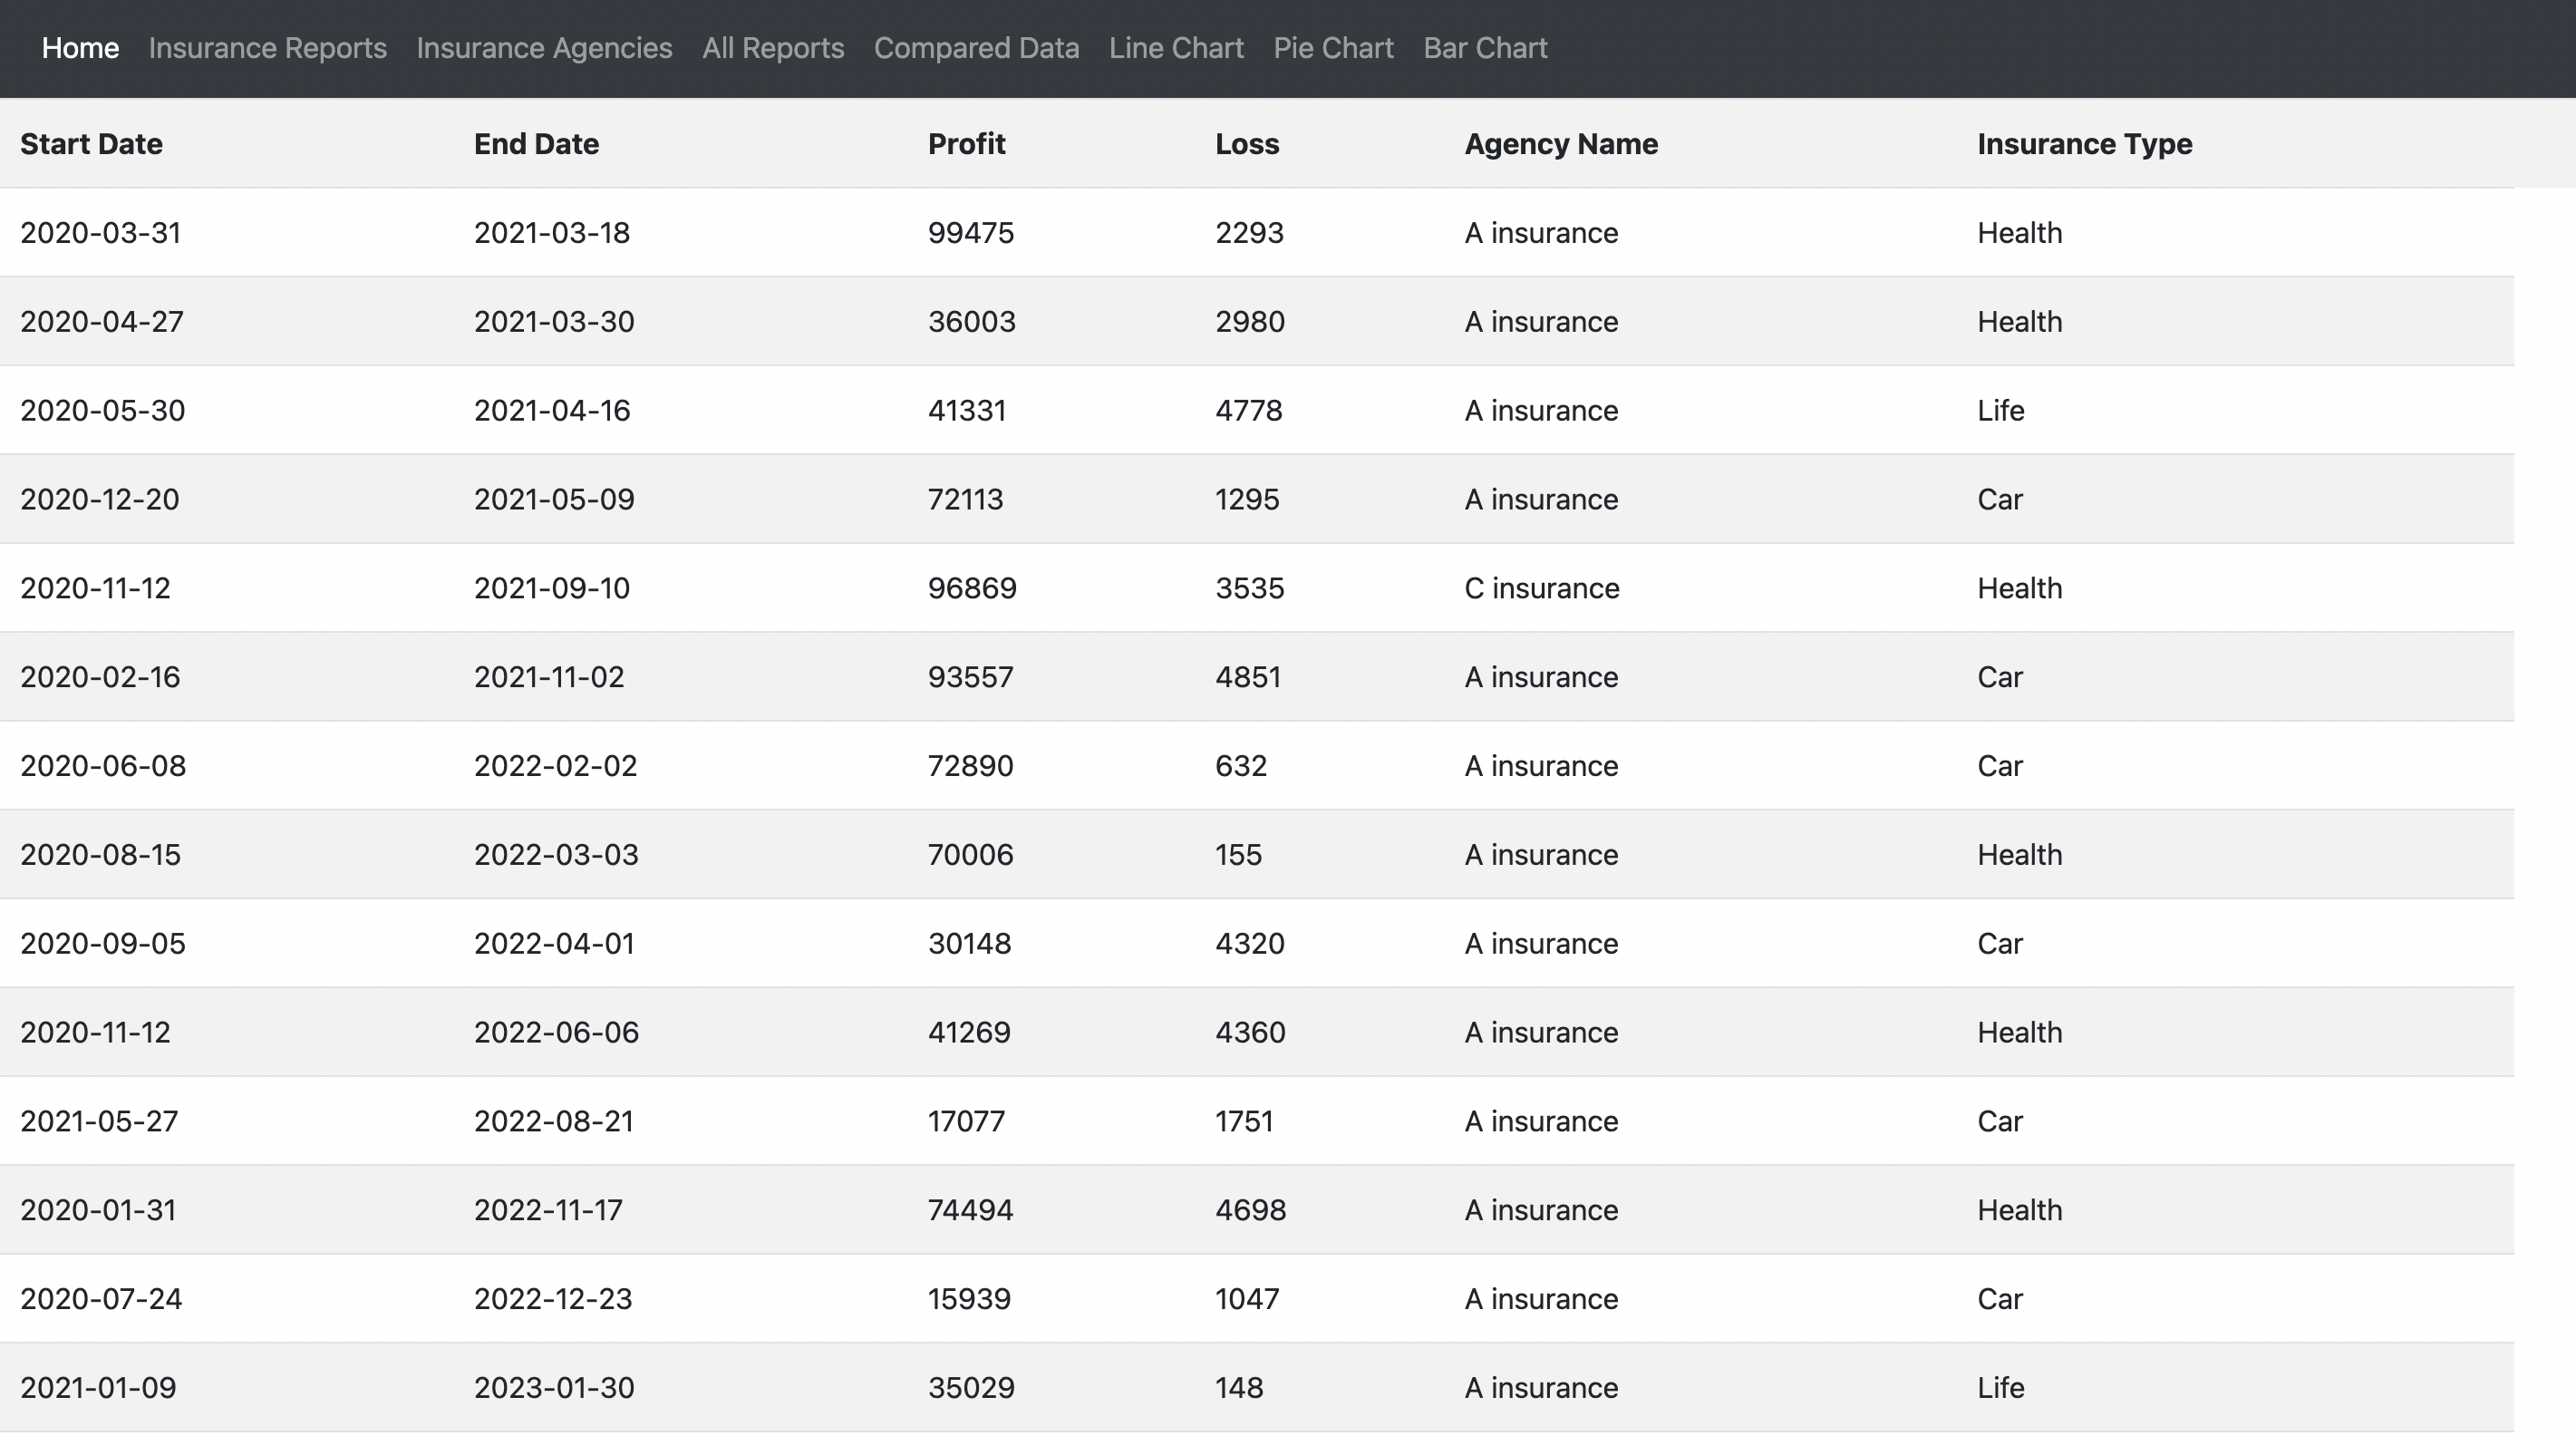 Home Insurance Reports Insurance Agencies All Reports Compared Data Line Chart Pie Chart Bar Chart
Start Date End Date Profit Loss Agency Name Insurance Type
2020-03-31 2021-03-18 99475 2293 A insurance Health
2020-04-27 2021-03-30 36003 2980 A insurance Health
2020-05-30 2021-04-16 41331 4778 A insurance Life
2020-12-20 2021-05-09 72113 1295 A insurance Car
2020-11-12 2021-09-10 96869 3535 C insurance Health
2020-02-16 2021-11-02 93557 4851 A insurance Car
2020-06-08 2022-02-02 72890 632 A insurance Car
2020-08-15 2022-03-03 70006 155 A insurance Health
2020-09-05 2022-04-01 30148 4320 A insurance Car
2020-11-12 2022-06-06 41269 4360 A insurance Health
2021-05-27 2022-08-21 17077 1751 A insurance Car
2020-01-31 2022-11-17 74494 4698 A insurance Health
2020-07-24 2022-12-23 15939 1047 A insurance Car
2021-01-09 2023-01-30 35029 148 A insurance Life